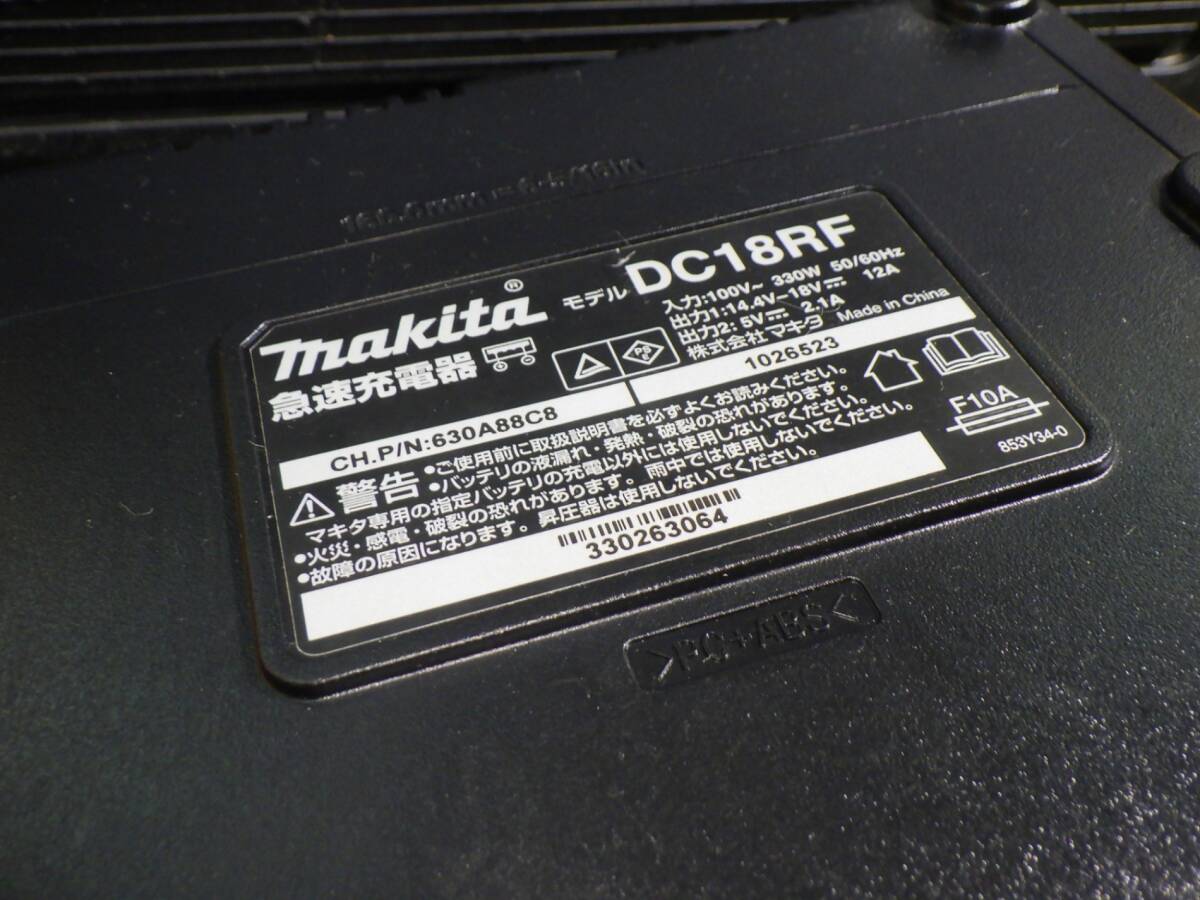 makita®
急速充電器
モデル DC18RF
入力:100V~ 330W 50/60Hz
出力1:14.4V⎓18V⎓ 12A
出力2: 5V⎓ 2.1A
株式会社マキタ Made in China
PS
E
CH.P/N:630A88C8
1026523
警告
•ご使用前に取扱説明書を必ずよくお読みください。
•バッテリの液漏れ・発熱・破裂の恐れがあります。
マキタ専用の指定バッテリの充電以外には使用しないでください。
•火災・感電・破裂の恐れがあります。雨中では使用しないでください。
•故障の原因になります。昇圧器は使用しないでください。
F10A
853Y34-0
330263064
>PC+ABS<